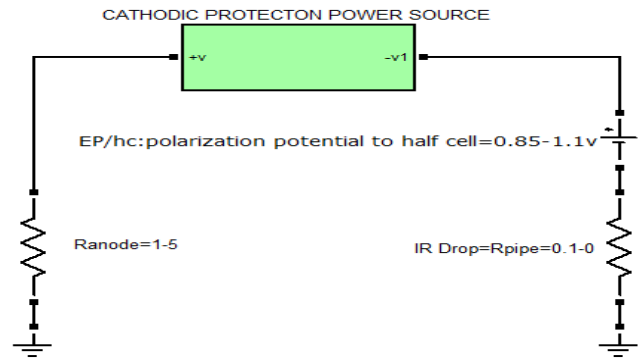 CATHODIC PROTECTON POWER SOURCE
+v
-v1
EP/hc:polarization potential to half cell=0.85-1.1v
Ranode=1-5
IR Drop=Rpipe=0.1-0